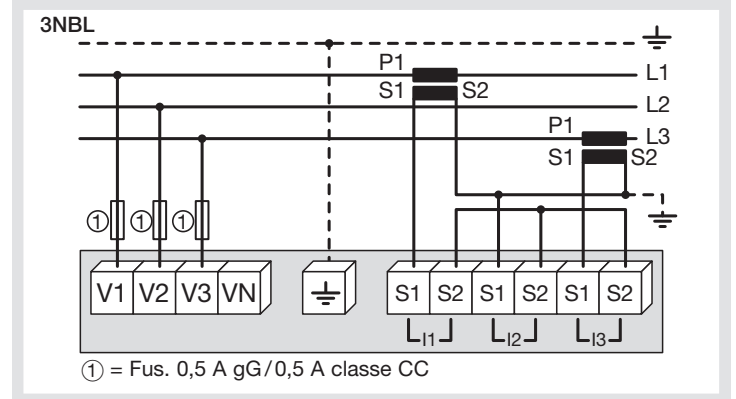 3NBL
P1
L1
S1 S2
L2
P1
L3
S1 S2
① ① ①
V1 V2 V3 VN S1 S2 S1 S2 S1 S2
I1 I2 I3
① = Fus. 0,5 A gG/0,5 A classe CC